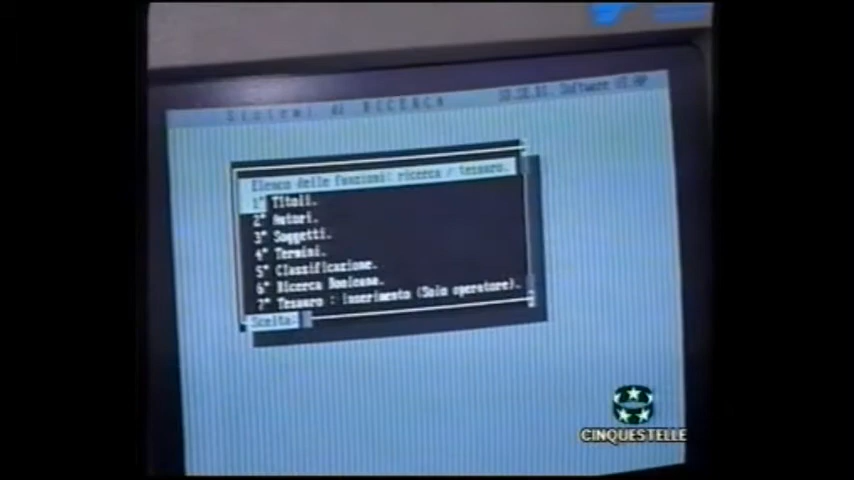 Sistemi di RICERCA
Software
Elenco delle funzioni: ricerca / tesauro.
1° Titoli.
2° Autori.
3° Soggetti.
4° Termini.
5° Classificazione.
6° Ricerca Booleana.
7° Tesauro : inserimento (Solo operatore).
Scelta:
CINQUESTELLE